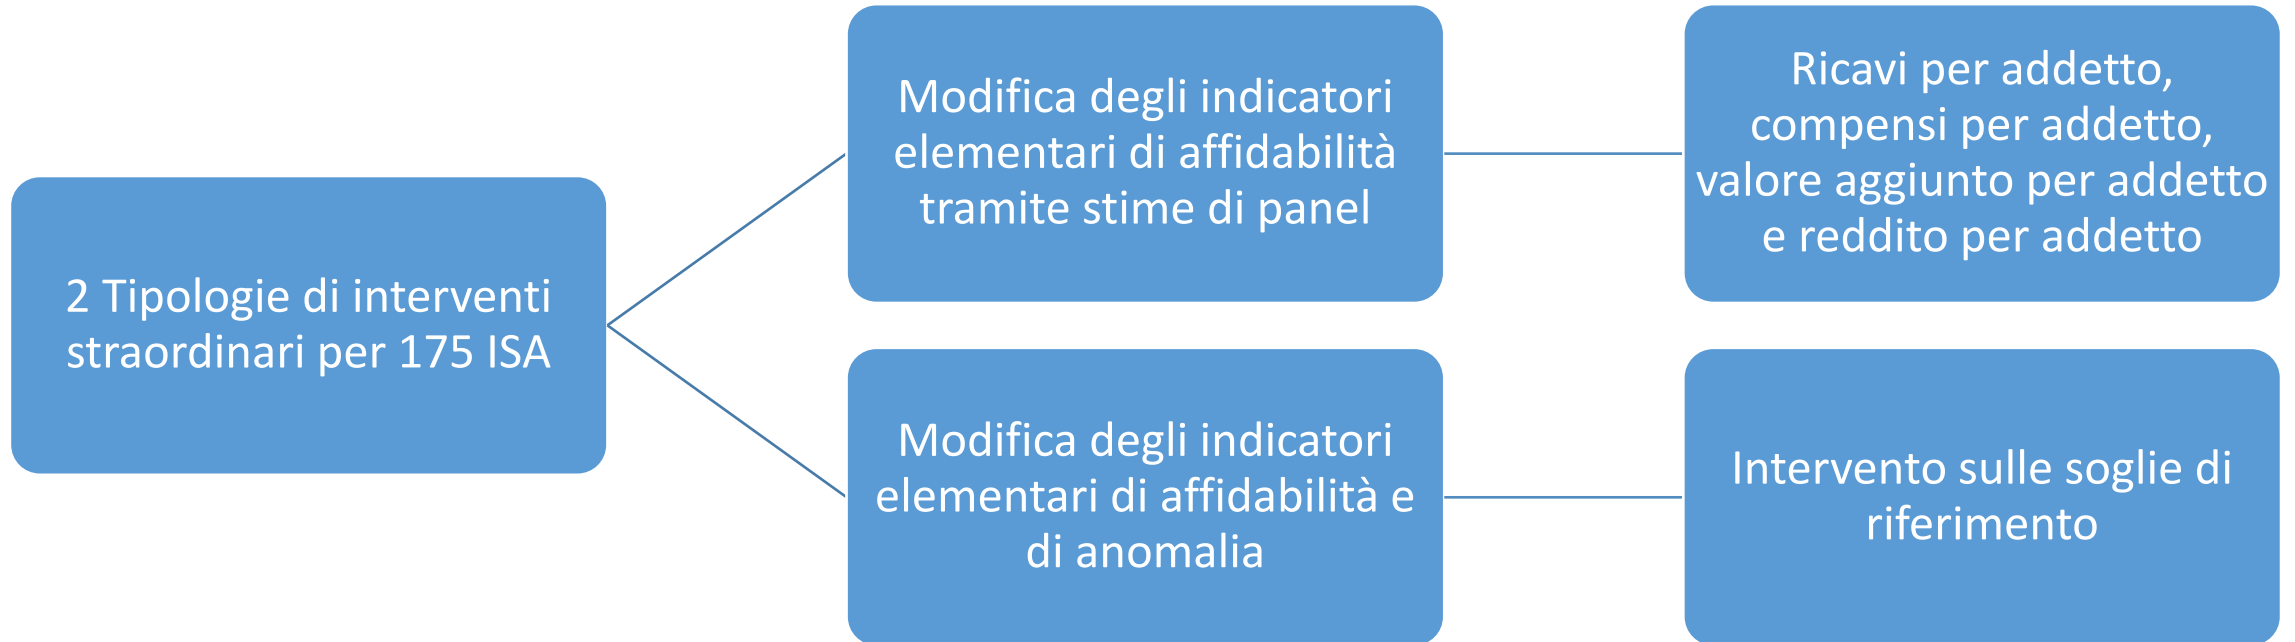 2 Tipologie di interventi
straordinari per 175 ISA
Modifica degli indicatori
elementari di affidabilità
tramite stime di panel
Ricavi per addetto,
compensi per addetto,
valore aggiunto per addetto
e reddito per addetto
Modifica degli indicatori
elementari di affidabilità e
di anomalia
Intervento sulle soglie di
riferimento